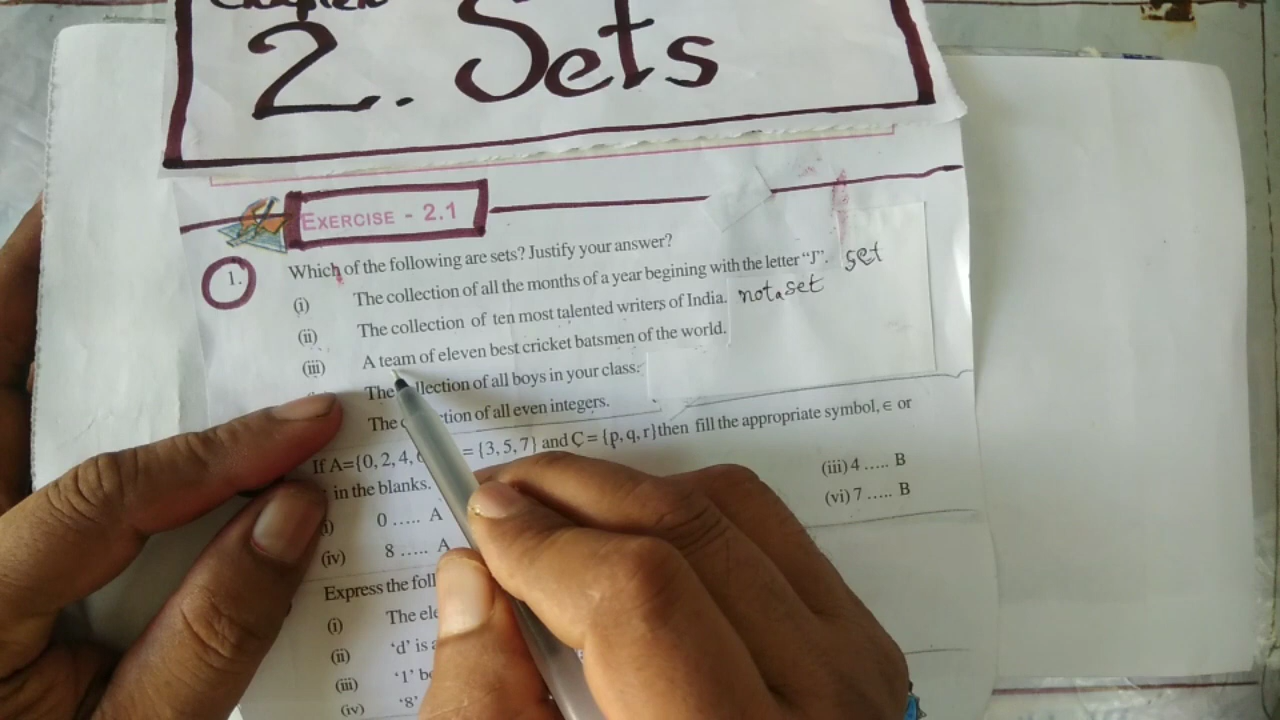 Chapter
2. Sets
EXERCISE - 2.1
1. Which of the following are sets? Justify your answer?
(i) The collection of all the months of a year begining with the letter "J". set
(ii) The collection of ten most talented writers of India. not a set
(iii) A team of eleven best cricket batsmen of the world.
The collection of all boys in your class.
The ction of all even integers.
If A={0, 2, 4, = {3, 5, 7} and C = {p, q, r}then fill the appropriate symbol, ∈ or
in the blanks.
(i) 0 ..... A (iii) 4 ..... B
(iv) 8 ..... A (vi) 7 ..... B
Express the foll
(i) The ele
(ii) 'd' is a
(iii) '1' be
(iv) '8'